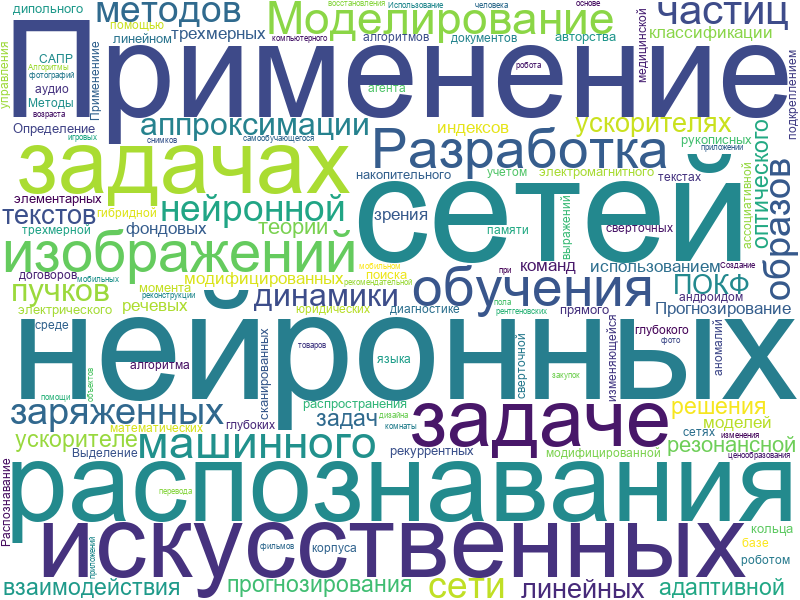 дипольного
методов
Моделирование
восстановления
Использование
человека
основе
частиц
помощью
линейном
трехмерных
компьютерного
алгоритмов
документов
авторства
классификации
управления
САПР
Алгоритмы
фотографий
аудио
Методы
возраста
Применение
робота
медицинской
подкреплением
агента
Определение
игровых
аппроксимации
снимков
самообучающегося
индексов
ускорителях
рукописных
приложении
оптического
задачах
Разработка
накопительного
учетом
электромагнитного
текстах
ассоциативной
образов
элементарных
текстов
гибридной
нейронной
зрения
сетей
выражений
сверточных
трехмерной
фондовых
теории
памяти
изображений
договоров
мобильных
модифицированных
мобильном
поиска
рекомендательной
при
команд
использованием
Создание
ПОКФ
андроидом
пучков
момента
реконструкции
динамики
обучения
Прогнозирование
электрического
речевых
юридических
диагностике
пола
рентгеновских
прямого
изменяющейся
глубокого
аномалий
среде
нейронных
товаров
языка
сверточной
фото
алгоритма
сканированных
помощи
объектов
закупок
заряженных
распространения
задач
дизайна
комнаты
задаче
решения
моделей
математических
глубоких
сетях
изменения
ускорителе
машинного
Выделение
рекуррентных
модифицированной
резонансной
ценообразования
Распознавание
распознавания
перевода
искусственных
кольца
базе
роботом
фильмов
корпуса
приложений
взаимодействия
прогнозирования
сети
линейных
адаптивной